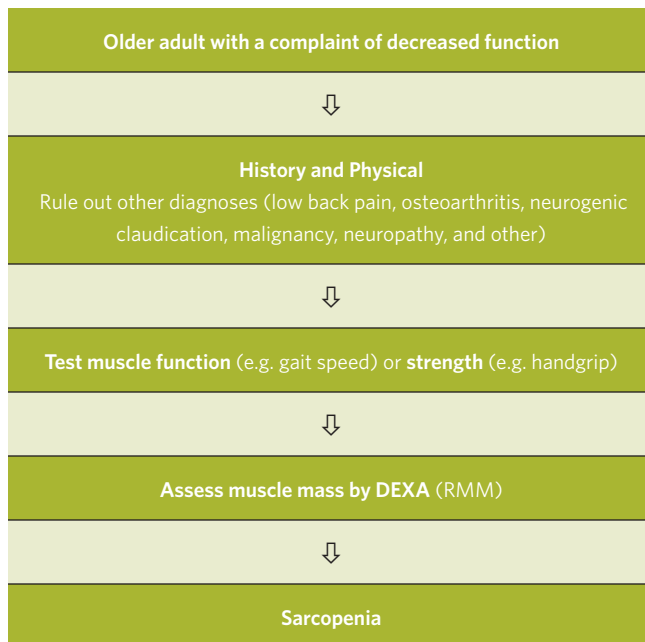 Older adult with a complaint of decreased function
⇩
History and Physical
Rule out other diagnoses (low back pain, osteoarthritis, neurogenic
claudication, malignancy, neuropathy, and other)
⇩
Test muscle function (e.g. gait speed) or strength (e.g. handgrip)
⇩
Assess muscle mass by DEXA (RMM)
⇩
Sarcopenia